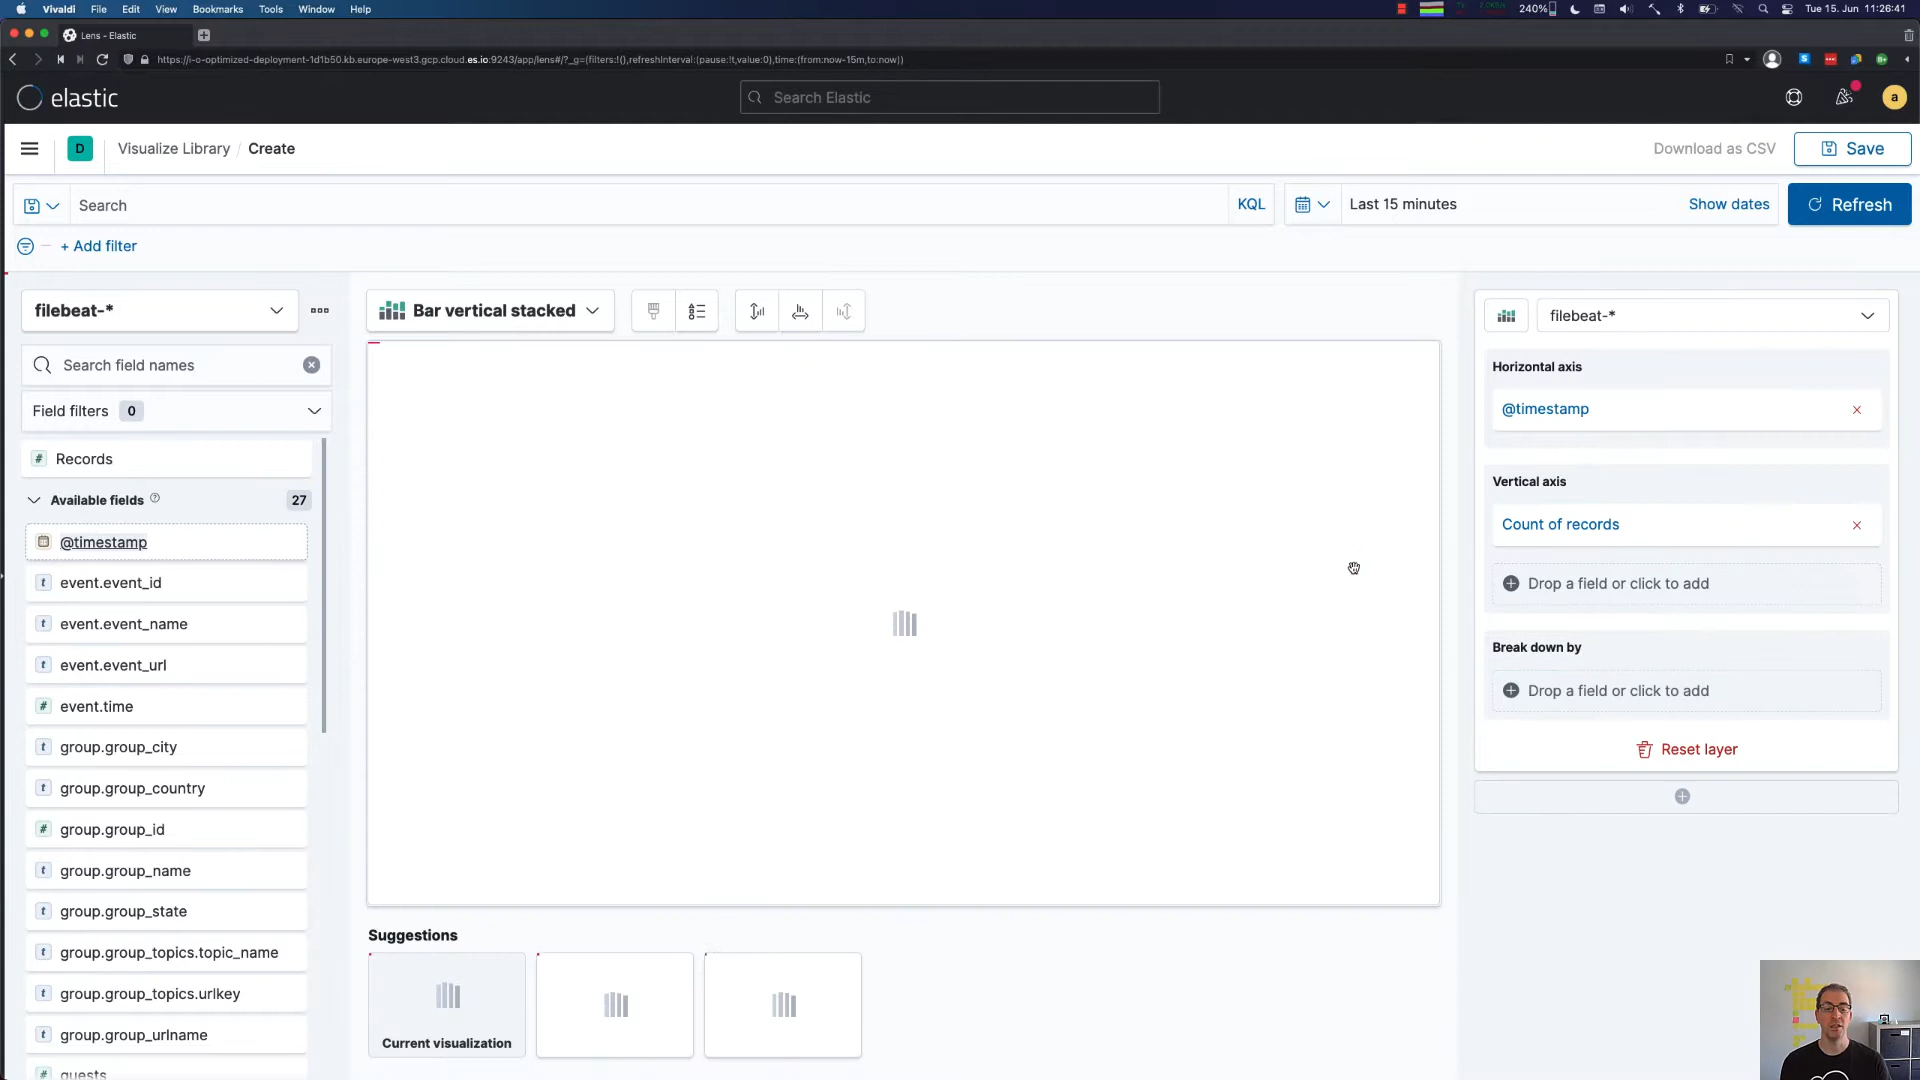 Vivaldi File Edit View Bookmarks Tools Window Help
240% Tue 15. Jun 11:26:41
Lens - Elastic
https://i-o-optimized-deployment-1d1b50.kb.europe-west3.gcp.cloud.es.io:9243/app/lens#/?_g=(filters:!(),refreshInterval:(pause:!t,value:0),time:(from:now-15m,to:now))
elastic
Search Elastic
a
D
Visualize Library / Create
Download as CSV
Save
Search
KQL
Last 15 minutes
Show dates
Refresh
+ Add filter
filebeat-*
Bar vertical stacked
filebeat-*
Search field names
Field filters 0
# Records
Available fields 27
@timestamp
t event.event_id
t event.event_name
t event.event_url
# event.time
t group.group_city
t group.group_country
# group.group_id
t group.group_name
t group.group_state
t group.group_topics.topic_name
t group.group_topics.urlkey
t group.group_urlname
# guests
Horizontal axis
@timestamp
Vertical axis
Count of records
Drop a field or click to add
Break down by
Drop a field or click to add
Reset layer
Suggestions
Current visualization